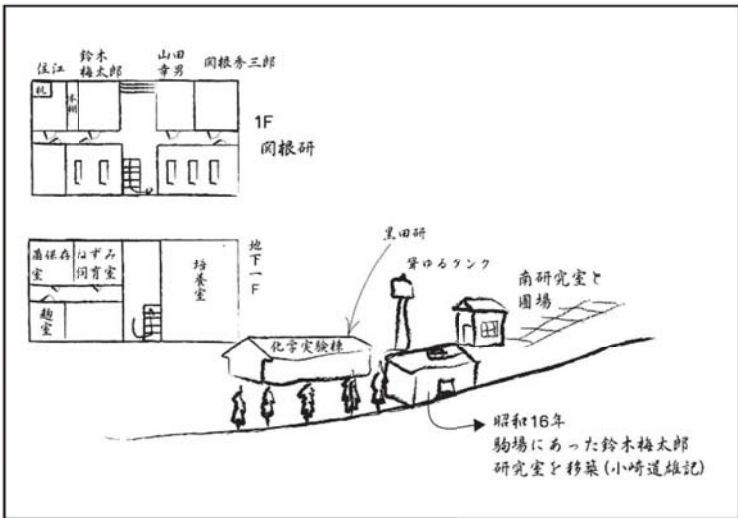 住江
鈴木
梅太郎
山田
幸男
関根秀三郎
机
本棚
1F
関根研
菌保存
室
ねずみ
飼育室
麹室
培養室
地下一F
黒田研
聳ゆるタンク
化学実験棟
南研究室と
圃場
昭和16年
駒場にあった鈴木梅太郎
研究室を移築(小崎道雄記)